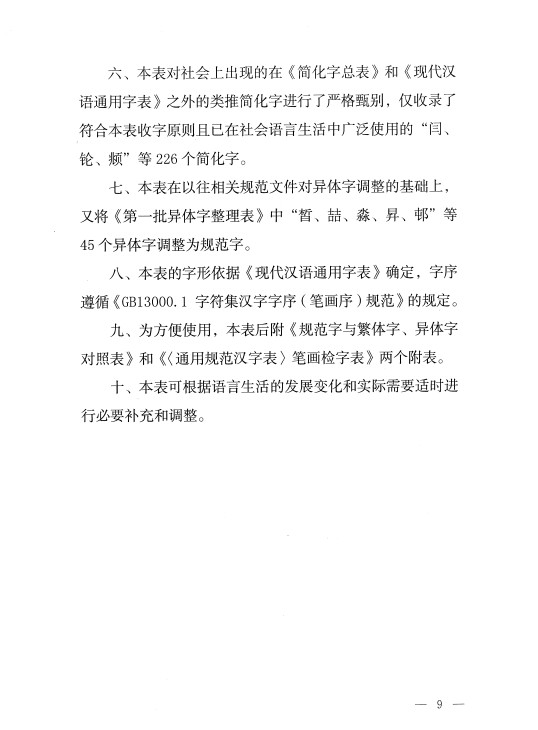 六、本表对社会上出现的在《简化字总表》和《现代汉
语通用字表》之外的类推简化字进行了严格甄别，仅收录了
符合本表收字原则且已在社会语言生活中广泛使用的“闫、
铊、颏”等 226 个简化字。
七、本表在以往相关规范文件对异体字调整的基础上，
又将《第一批异体字整理表》中“皙、喆、淼、昇、邨”等
45 个异体字调整为规范字。
八、本表的字形依据《现代汉语通用字表》确定，字序
遵循《GB13000.1 字符集汉字字序（笔画序）规范》的规定。
九、为方便使用，本表后附《规范字与繁体字、异体字
对照表》和《〈通用规范汉字表〉笔画检字表》两个附表。
十、本表可根据语言生活的发展变化和实际需要适时进
行必要补充和调整。
— 9 —